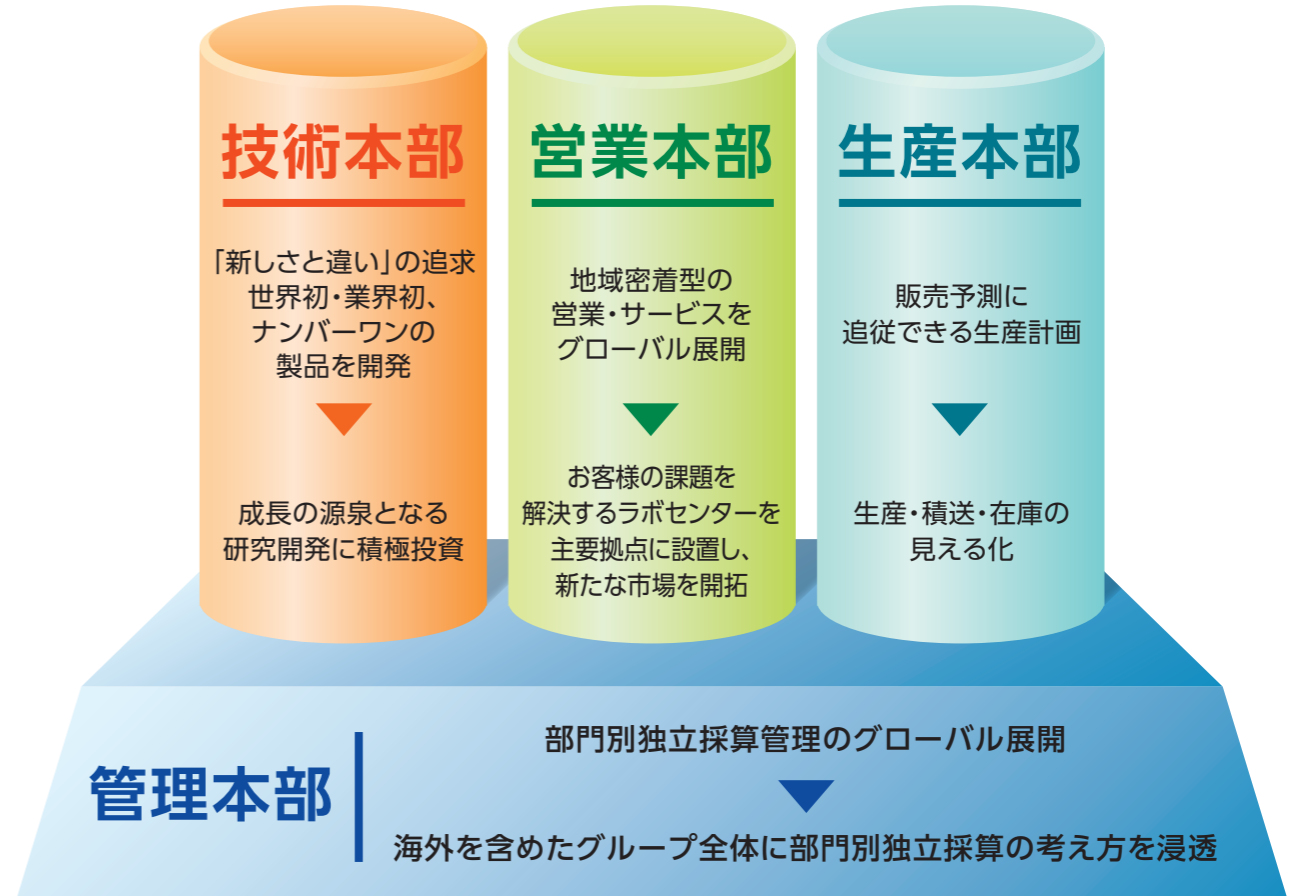 技術本部
「新しさと違い」の追求
世界初・業界初、
ナンバーワンの
製品を開発
成長の源泉となる
研究開発に積極投資
営業本部
地域密着型の
営業・サービスを
グローバル展開
お客様の課題を
解決するラボセンターを
主要拠点に設置し、
新たな市場を開拓
生産本部
販売予測に
追従できる生産計画
生産・積送・在庫の
見える化
管理本部
部門別独立採算管理のグローバル展開
海外を含めたグループ全体に部門別独立採算の考え方を浸透